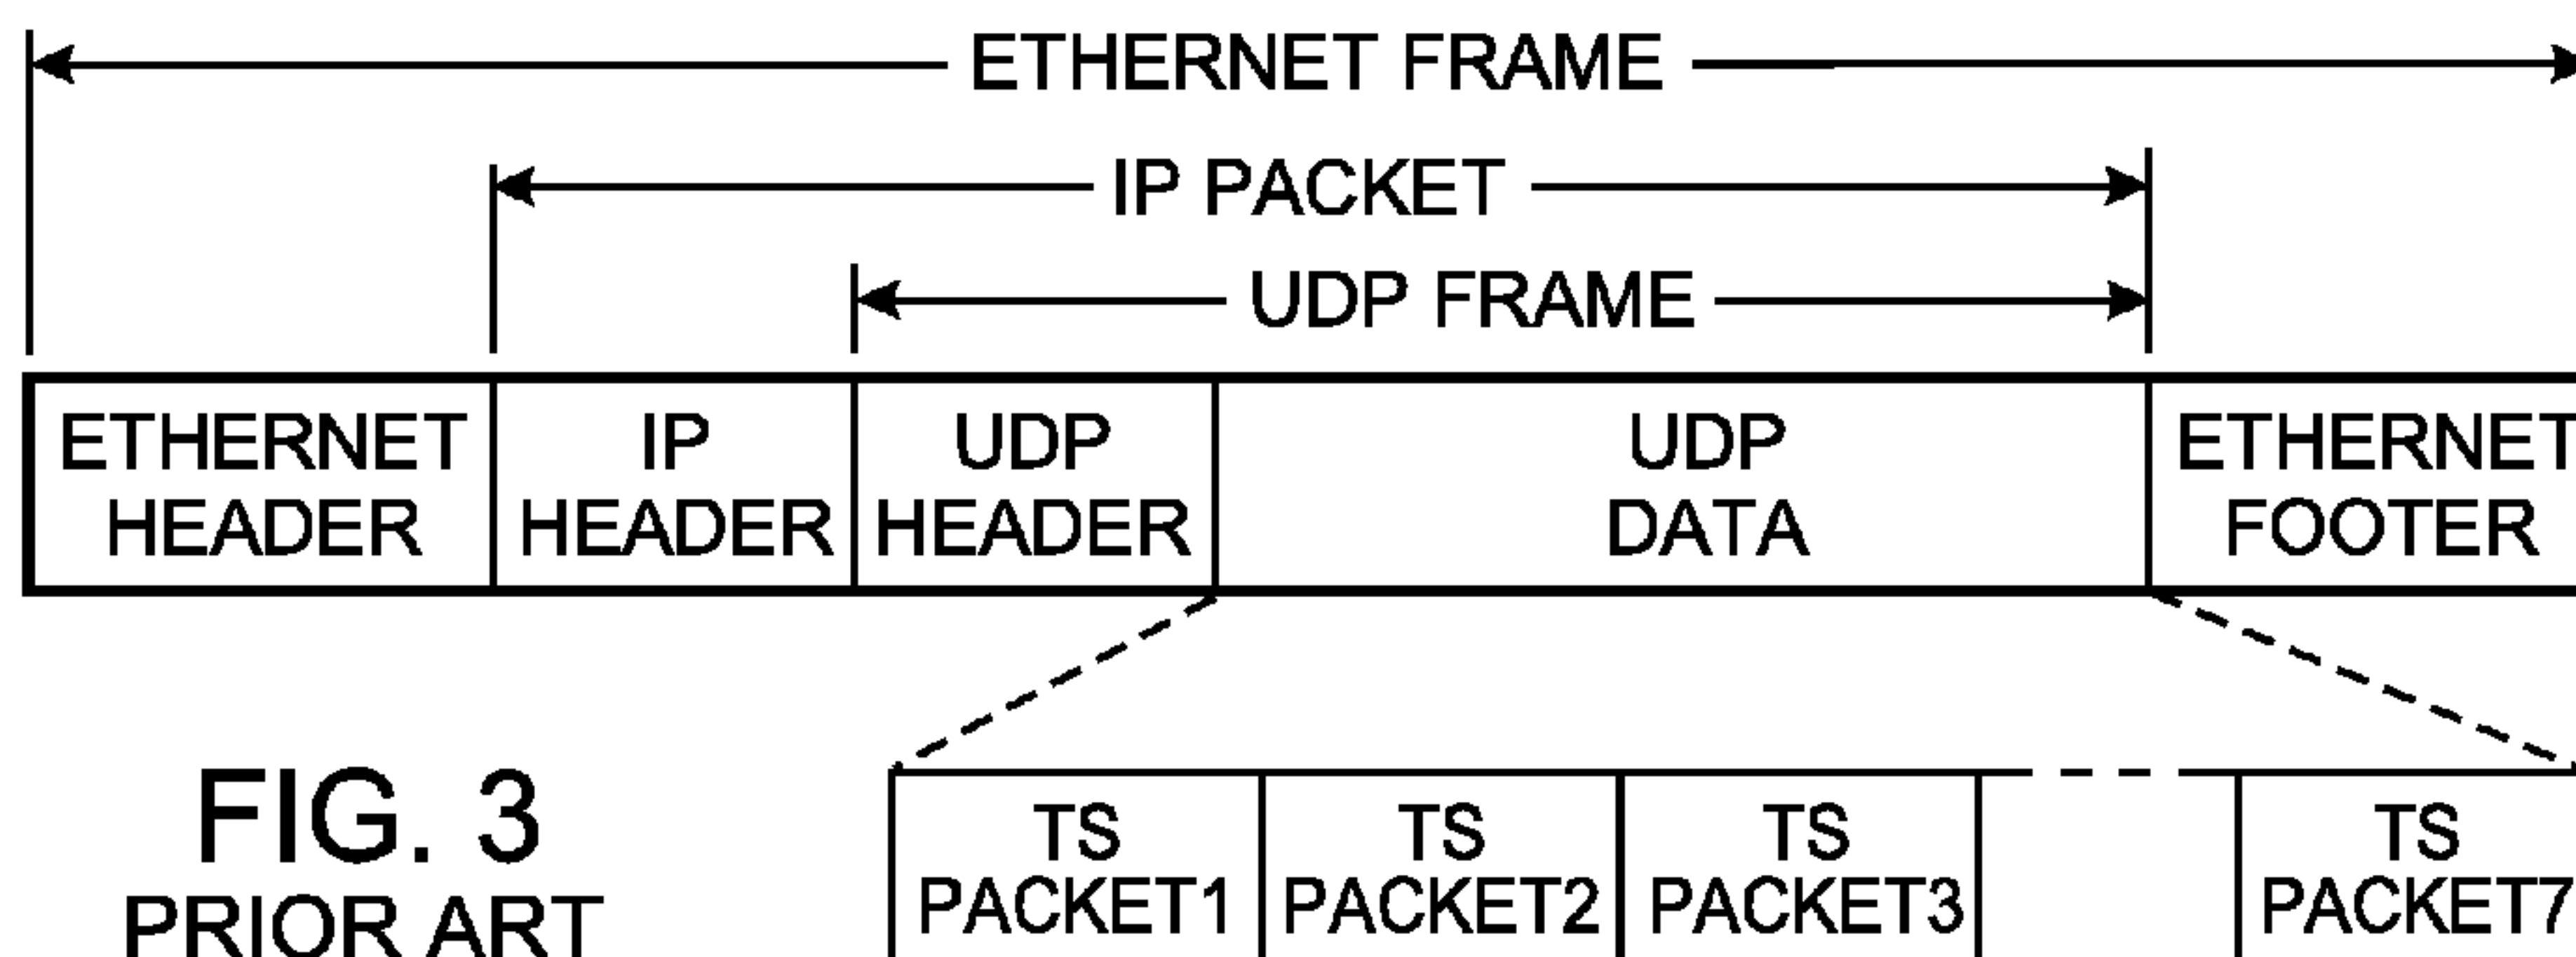 ETHERNET FRAME
IP PACKET
UDP FRAME
ETHERNET HEADER
IP HEADER
UDP HEADER
UDP DATA
ETHERNET FOOTER
TS PACKET1
TS PACKET2
TS PACKET3
TS PACKET7
FIG. 3
PRIOR ART